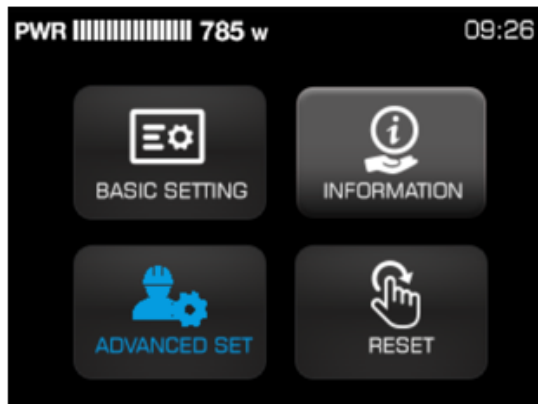 PWR 785 W 09:26
BASIC SETTING INFORMATION
ADVANCED SET RESET